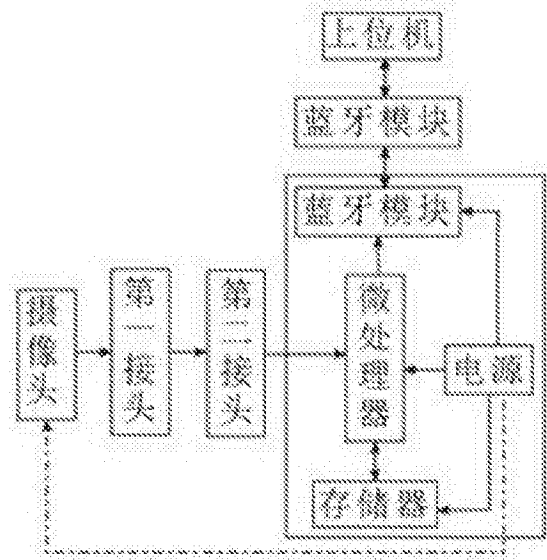 上位机
蓝牙模块
蓝牙模块
摄像头
第一接头
第二接头
微处理器
电源
存储器